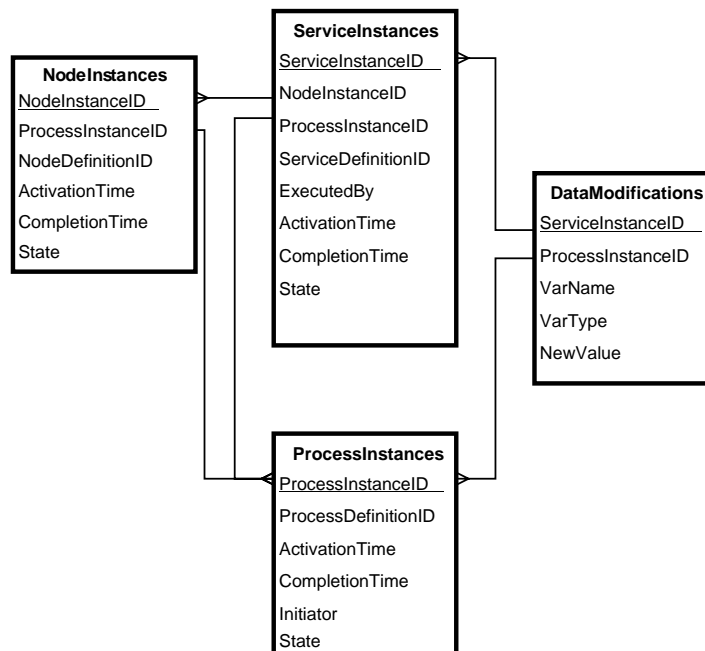 NodeInstances
NodeInstanceID
ProcessInstanceID
NodeDefinitionID
ActivationTime
CompletionTime
State
ServiceInstances
ServiceInstanceID
NodeInstanceID
ProcessInstanceID
ServiceDefinitionID
ExecutedBy
ActivationTime
CompletionTime
State
DataModifications
ServiceInstanceID
ProcessInstanceID
VarName
VarType
NewValue
ProcessInstances
ProcessInstanceID
ProcessDefinitionID
ActivationTime
CompletionTime
Initiator
State